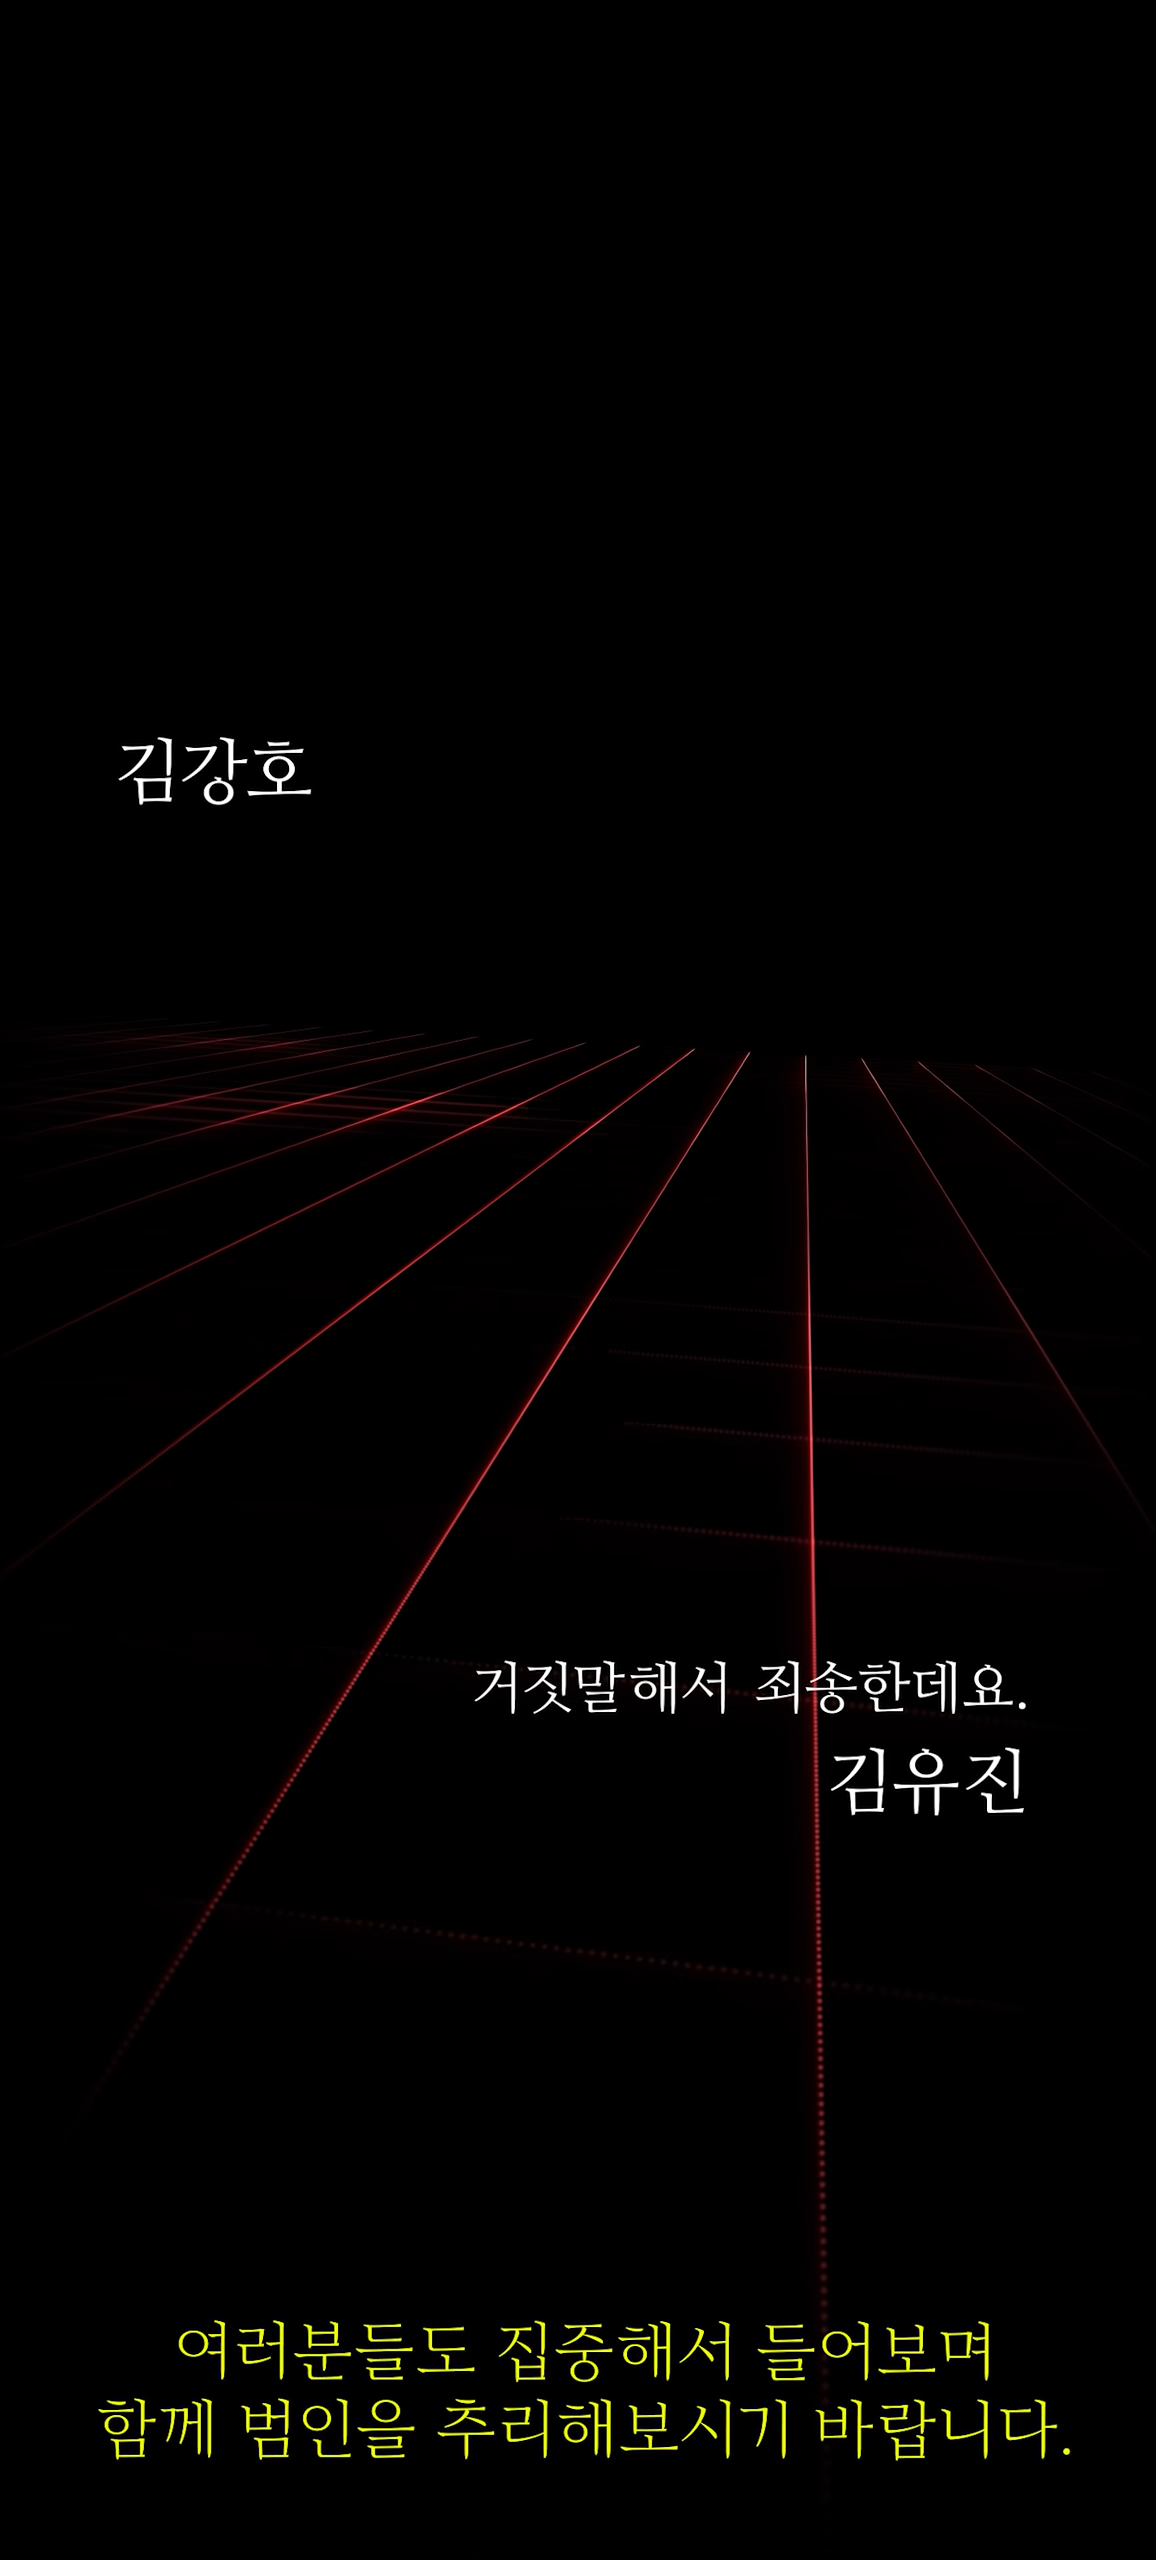 김강호
거짓말해서 죄송한데요.
김유진
여러분들도 집중해서 들어보며
함께 범인을 추리해보시기 바랍니다.